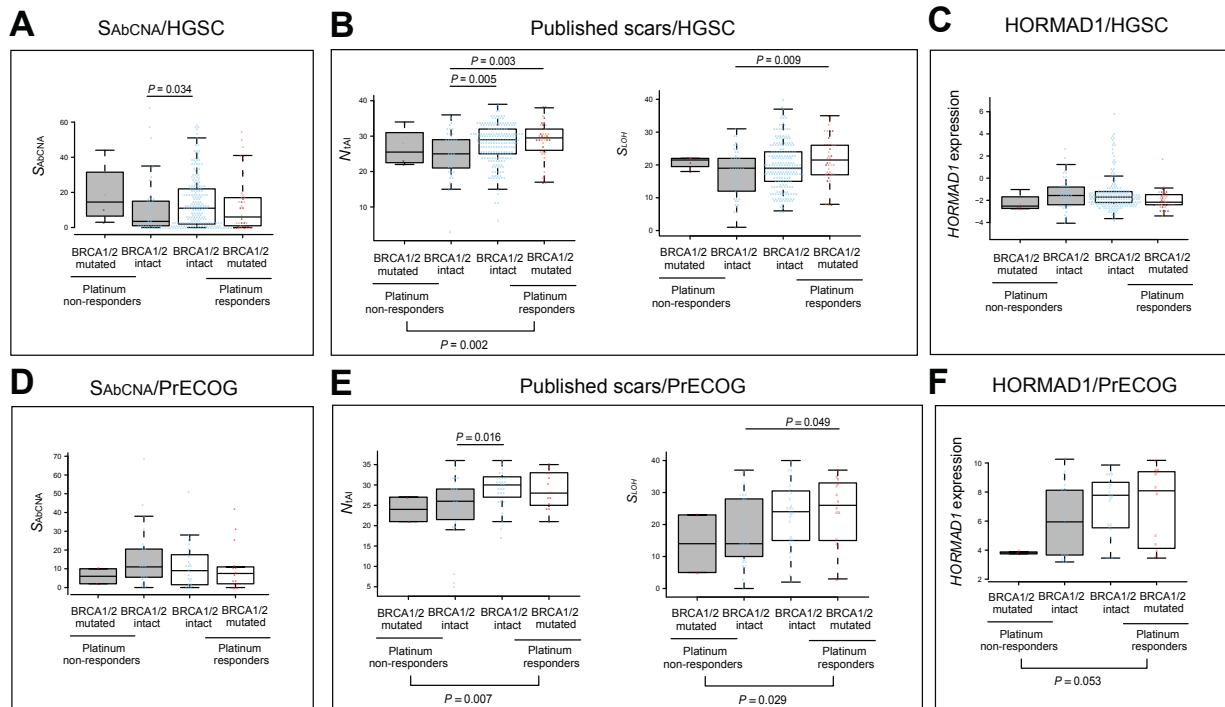 A
SAbCNA/HGSC
P = 0.034
SAbCNA
60
40
20
0
BRCA1/2 mutated
BRCA1/2 intact
BRCA1/2 intact
BRCA1/2 mutated
Platinum non-responders
Platinum responders
B
Published scars/HGSC
P = 0.003
P = 0.005
NtAI
40
30
20
10
0
BRCA1/2 mutated
BRCA1/2 intact
BRCA1/2 intact
BRCA1/2 mutated
Platinum non-responders
Platinum responders
P = 0.002
P = 0.009
SLOH
40
30
20
10
0
BRCA1/2 mutated
BRCA1/2 intact
BRCA1/2 intact
BRCA1/2 mutated
Platinum non-responders
Platinum responders
C
HORMAD1/HGSC
HORMAD1 expression
6
4
2
0
−2
−4
BRCA1/2 mutated
BRCA1/2 intact
BRCA1/2 intact
BRCA1/2 mutated
Platinum non-responders
Platinum responders
D
SAbCNA/PrECOG
SAbCNA
70
60
50
40
30
20
10
0
BRCA1/2 mutated
BRCA1/2 intact
BRCA1/2 intact
BRCA1/2 mutated
Platinum non-responders
Platinum responders
E
Published scars/PrECOG
P = 0.016
NtAI
35
30
25
20
15
10
5
BRCA1/2 mutated
BRCA1/2 intact
BRCA1/2 intact
BRCA1/2 mutated
Platinum non-responders
Platinum responders
P = 0.007
P = 0.049
SLOH
40
30
20
10
0
BRCA1/2 mutated
BRCA1/2 intact
BRCA1/2 intact
BRCA1/2 mutated
Platinum non-responders
Platinum responders
P = 0.029
F
HORMAD1/PrECOG
HORMAD1 expression
10
8
6
4
2
BRCA1/2 mutated
BRCA1/2 intact
BRCA1/2 intact
BRCA1/2 mutated
Platinum non-responders
Platinum responders
P = 0.053